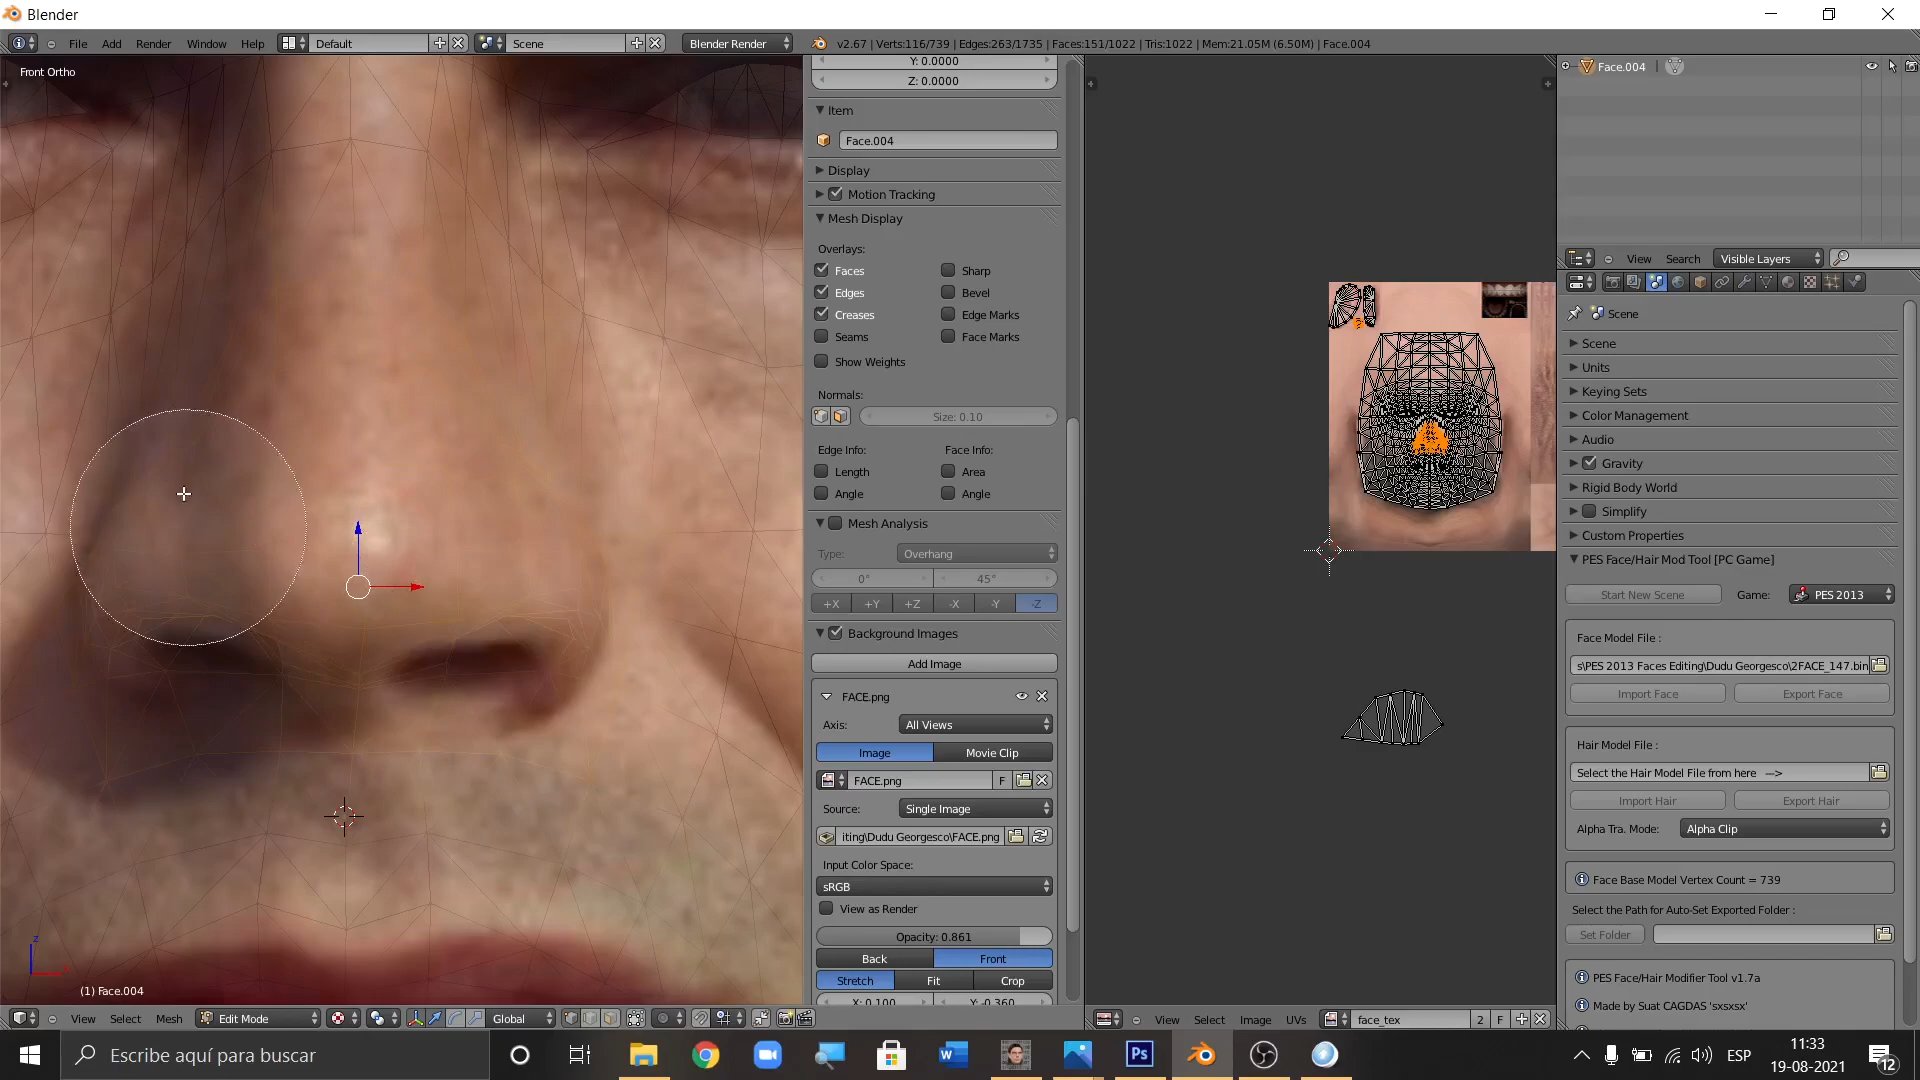 Blender
File Add Render Window Help Default Scene Blender Render v2.67 | Verts:116/739 | Edges:263/1735 | Faces:151/1022 | Tris:1022 | Mem:21.05M (6.50M) | Face.004
Front Ortho
(1) Face.004
View Select Mesh Edit Mode Global
Y: 0.0000
Z: 0.0000
Item
Face.004
Display
Motion Tracking
Mesh Display
Overlays:
Faces Sharp
Edges Bevel
Creases Edge Marks
Seams Face Marks
Show Weights
Normals:
Size: 0.10
Edge Info: Face Info:
Length Area
Angle Angle
Mesh Analysis
Type: Overhang
0° 45°
+X +Y +Z -X -Y -Z
Background Images
Add Image
FACE.png
Axis: All Views
Image Movie Clip
FACE.png F
Source: Single Image
iting\Dudu Georgesco\FACE.png
Input Color Space:
sRGB
View as Render
Opacity: 0.861
Back Front
Stretch Fit Crop
X: 0.100 Y: -0.360
View Select Image UVs face_tex 2 F
Face.004
View Search Visible Layers
Scene
Scene
Units
Keying Sets
Color Management
Audio
Gravity
Rigid Body World
Simplify
Custom Properties
PES Face/Hair Mod Tool [PC Game]
Start New Scene Game: PES 2013
Face Model File :
s\PES 2013 Faces Editing\Dudu Georgesco\2FACE_147.bin
Import Face Export Face
Hair Model File :
Select the Hair Model File from here --->
Import Hair Export Hair
Alpha Tra. Mode: Alpha Clip
Face Base Model Vertex Count = 739
Select the Path for Auto-Set Exported Folder :
Set Folder
PES Face/Hair Modifier Tool v1.7a
Made by Suat CAGDAS 'sxsxsx'
Escribe aquí para buscar
ESP
11:33
19-08-2021
12